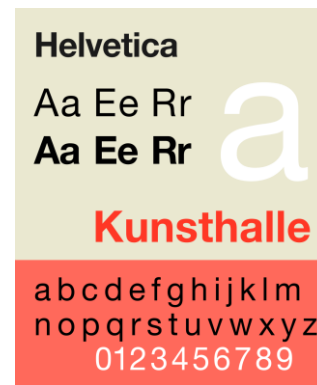 Helvetica
Aa Ee Rr
Aa Ee Rr
a
Kunsthalle
abcdefghijklm
nopqrstuvwxyz
0123456789